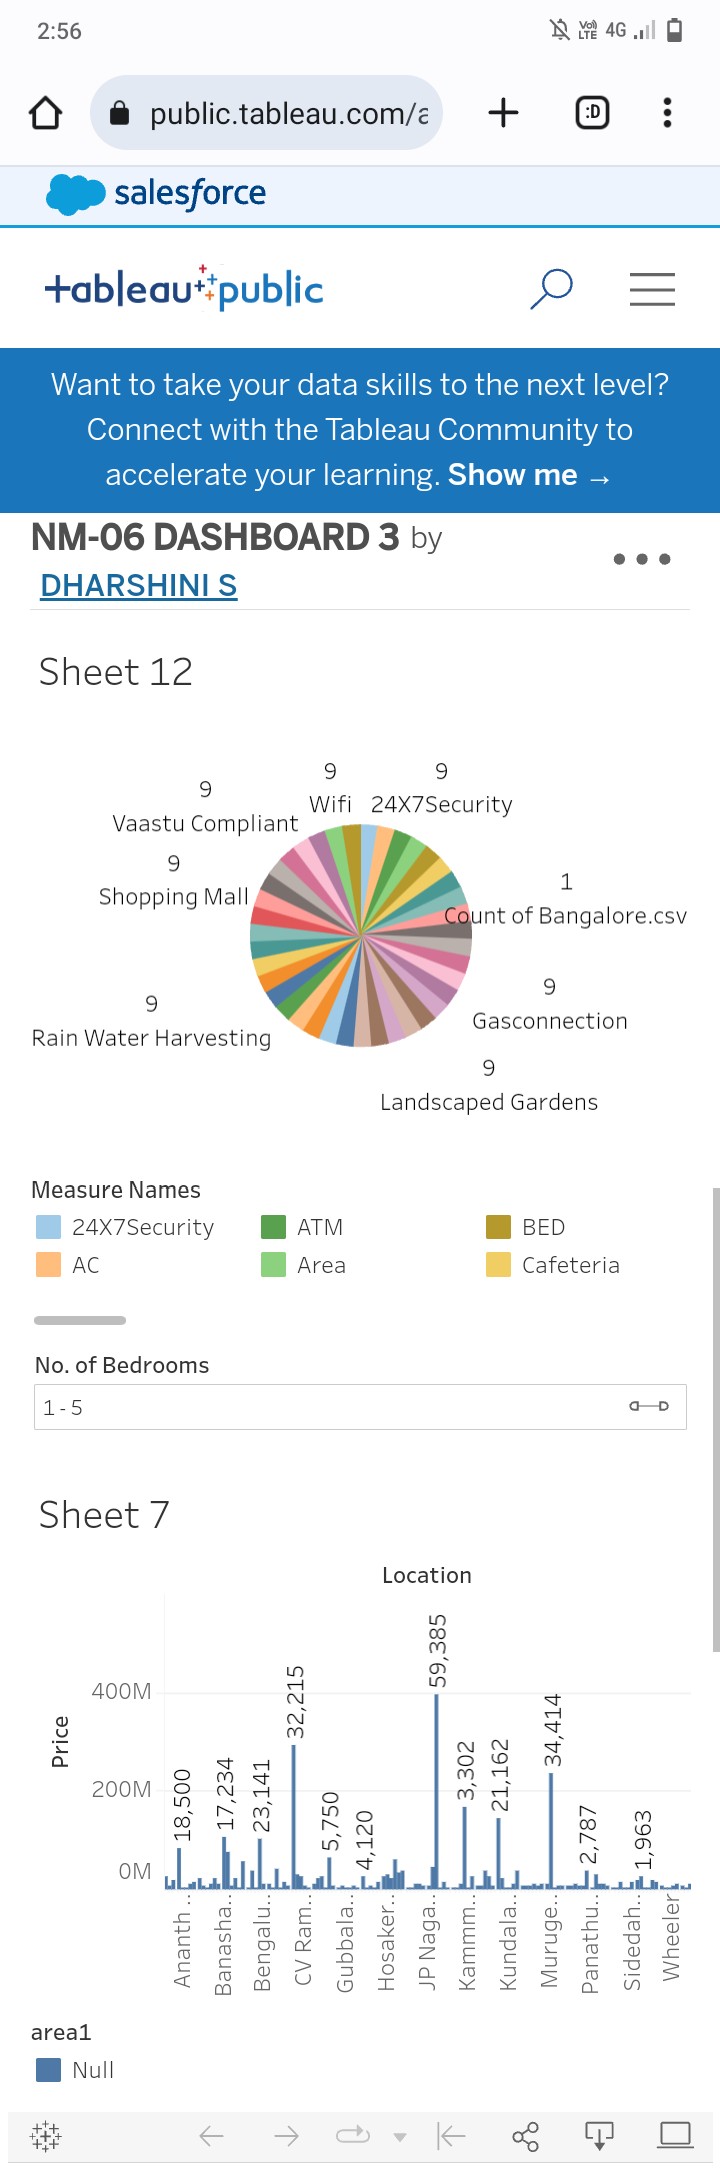 2:56
Vo)) LTE 4G
public.tableau.com/a
:D
salesforce
+ableau public
Want to take your data skills to the next level?
Connect with the Tableau Community to
accelerate your learning. Show me →
NM-06 DASHBOARD 3 by
DHARSHINI S
Sheet 12
9
Wifi
9
24X7Security
9
Vaastu Compliant
9
Shopping Mall
1
Count of Bangalore.csv
9
Rain Water Harvesting
9
Gasconnection
9
Landscaped Gardens
Measure Names
24X7Security ATM BED
AC Area Cafeteria
No. of Bedrooms
1 - 5
Sheet 7
Location
Price
400M
200M
0M
18,500
17,234
23,141
32,215
5,750
4,120
59,385
3,302
21,162
34,414
2,787
1,963
Ananth ..
Banasha..
Bengalu..
CV Ram..
Gubbala..
Hosaker..
JP Naga..
Kammm..
Kundala..
Muruge..
Panathu..
Sidedah..
Wheeler
area1
Null